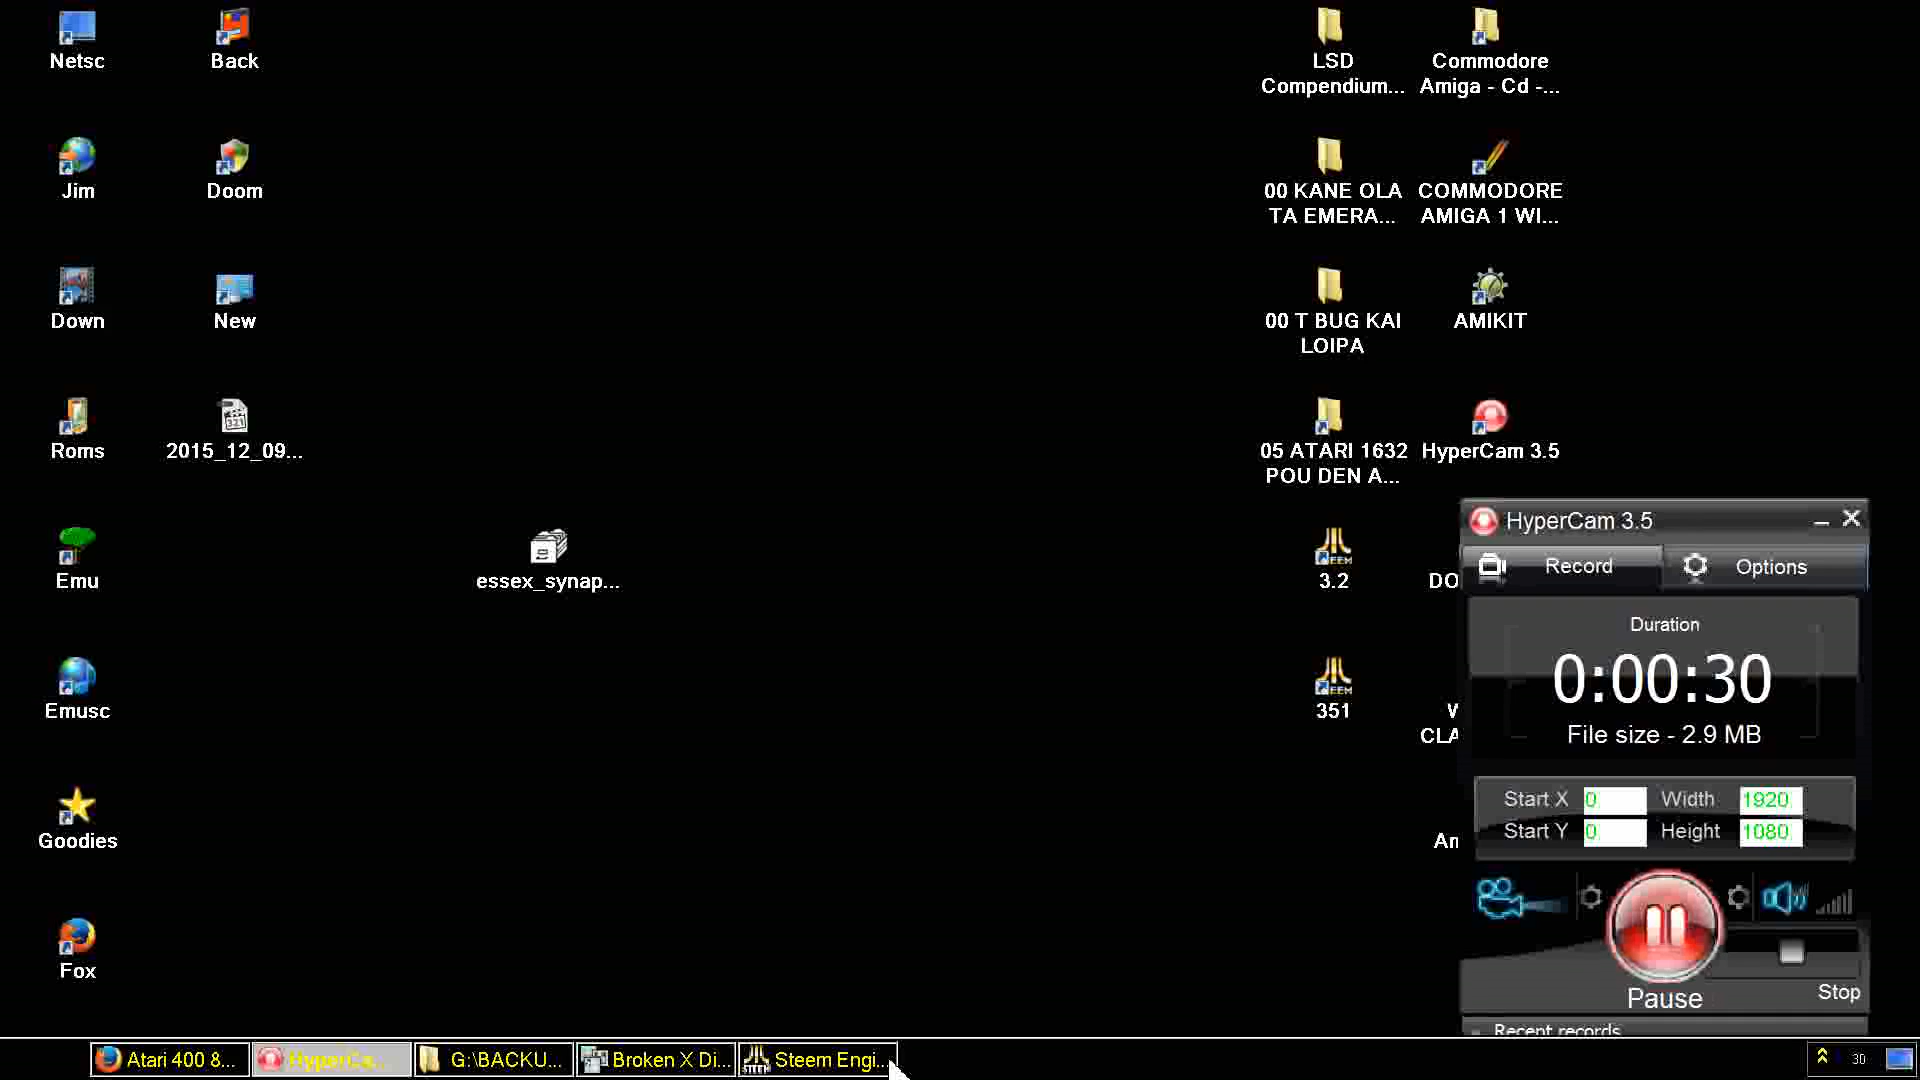 Netsc
Back
Jim
Doom
Down
New
Roms
2015_12_09...
Emu
essex_synap...
Emusc
Goodies
Fox
LSD
Compendium...
Commodore
Amiga - Cd -...
00 KANE OLA
TA EMERA...
COMMODORE
AMIGA 1 WI...
00 T BUG KAI
LOIPA
AMIKIT
05 ATARI 1632
POU DEN A...
HyperCam 3.5
3.2
DO
351
CLA
HyperCam 3.5
Record
Options
Duration
0:00:30
File size - 2.9 MB
Start X 0 Width 1920
Start Y 0 Height 1080
Pause
Stop
Recent records
Atari 400 8...
HyperCa...
G:\BACKU...
Broken X Di...
Steem Engi...
30